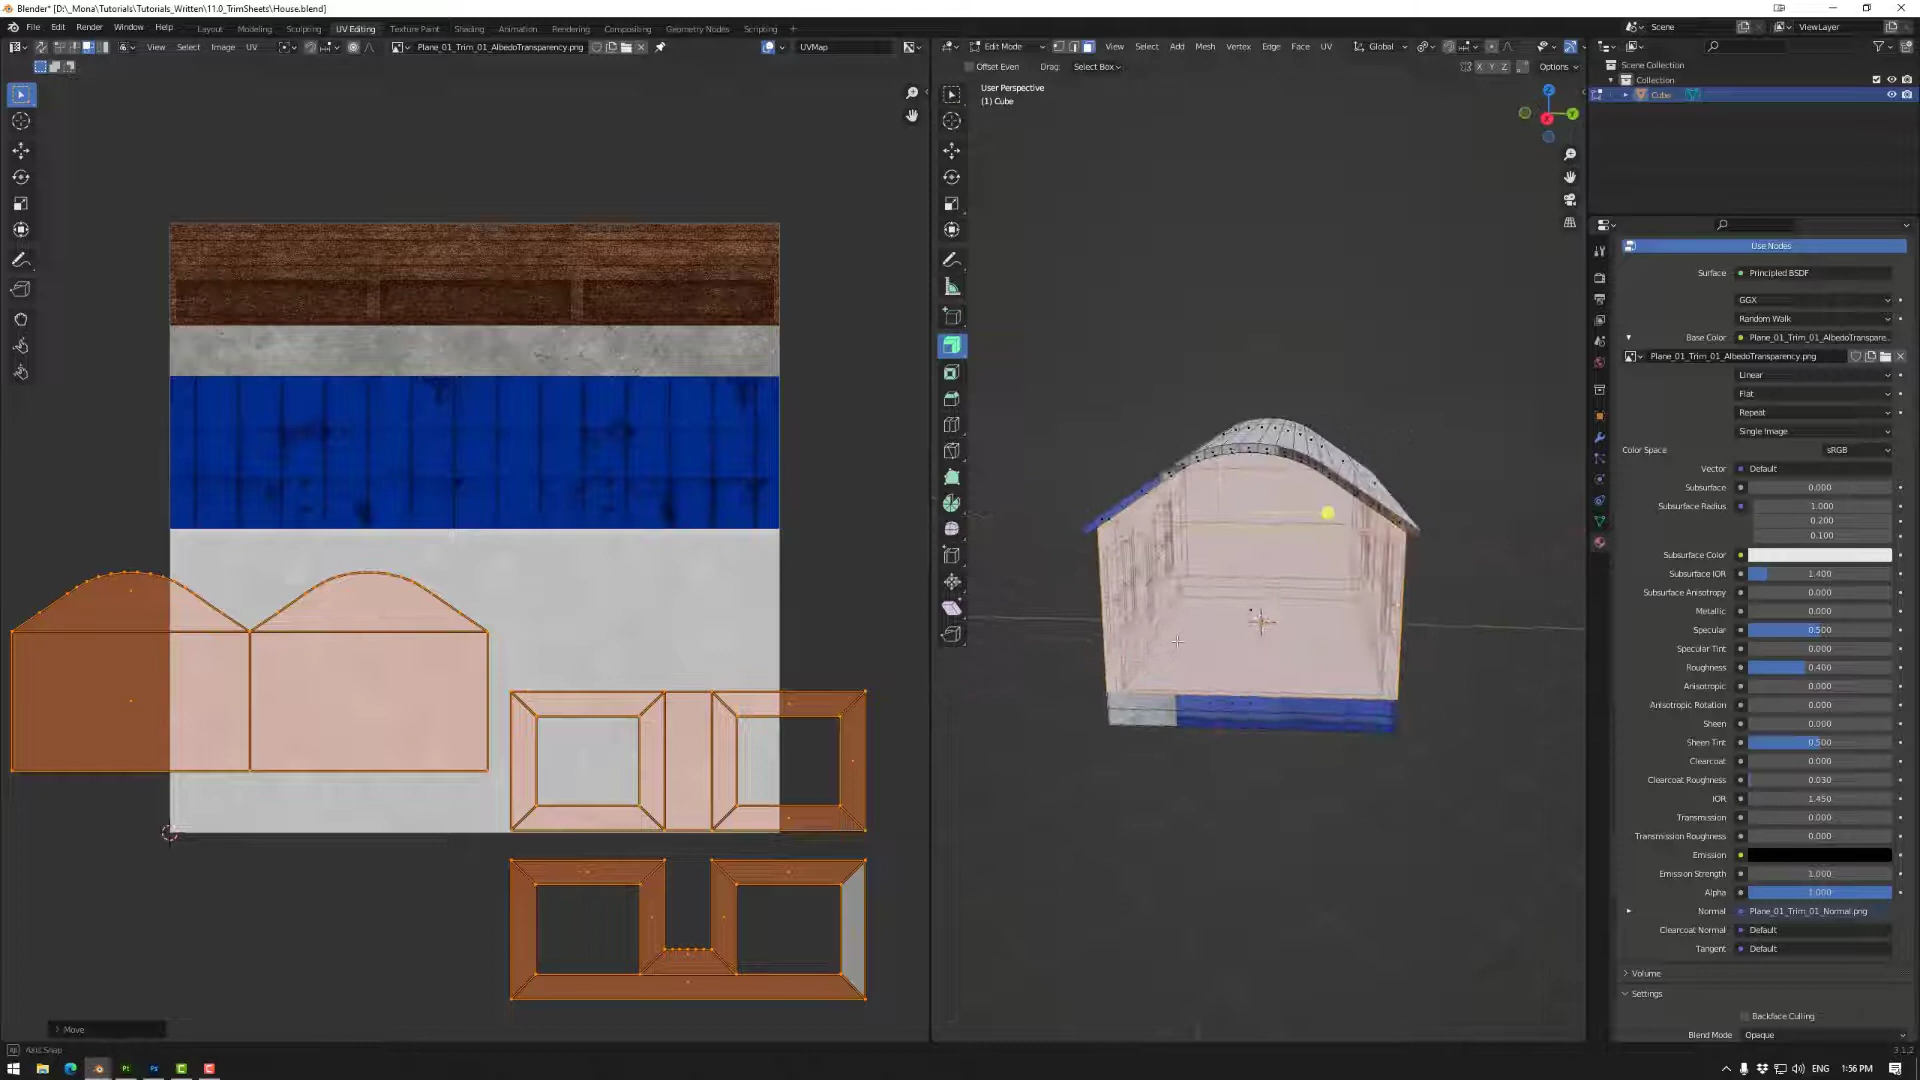 Blender* [D:\_Mona\Tutorials\Tutorials_Written\11.0_TrimSheets\House.blend]
File Edit Render Window Help Layout Modeling Sculpting UV Editing Texture Paint Shading Animation Rendering Compositing Geometry Nodes Scripting + Scene ViewLayer
View Select Image UV Plane_01_Trim_01_AlbedoTransparency.png UVMap Edit Mode View Select Add Mesh Vertex Edge Face UV Global
Offset Even Drag: Select Box X Y Z Options
Scene Collection
Collection
Cube
User Perspective
(1) Cube
Use Nodes
Surface Principled BSDF
GGX
Random Walk
Base Color Plane_01_Trim_01_AlbedoTranspare..
Plane_01_Trim_01_AlbedoTransparency.png
Linear
Flat
Repeat
Single Image
Color Space sRGB
Vector Default
Subsurface 0.000
Subsurface Radius 1.000
0.200
0.100
Subsurface Color
Subsurface IOR 1.400
Subsurface Anisotropy 0.000
Metallic 0.000
Specular 0.500
Specular Tint 0.000
Roughness 0.400
Anisotropic 0.000
Anisotropic Rotation 0.000
Sheen 0.000
Sheen Tint 0.500
Clearcoat 0.000
Clearcoat Roughness 0.030
IOR 1.450
Transmission 0.000
Transmission Roughness 0.000
Emission
Emission Strength 1.000
Alpha 1.000
Normal Plane_01_Trim_01_Normal.png
Clearcoat Normal Default
Tangent Default
Volume
Settings
Backface Culling
Blend Mode Opaque
Move
Axis Snap
3.1.2
ENG 1:56 PM